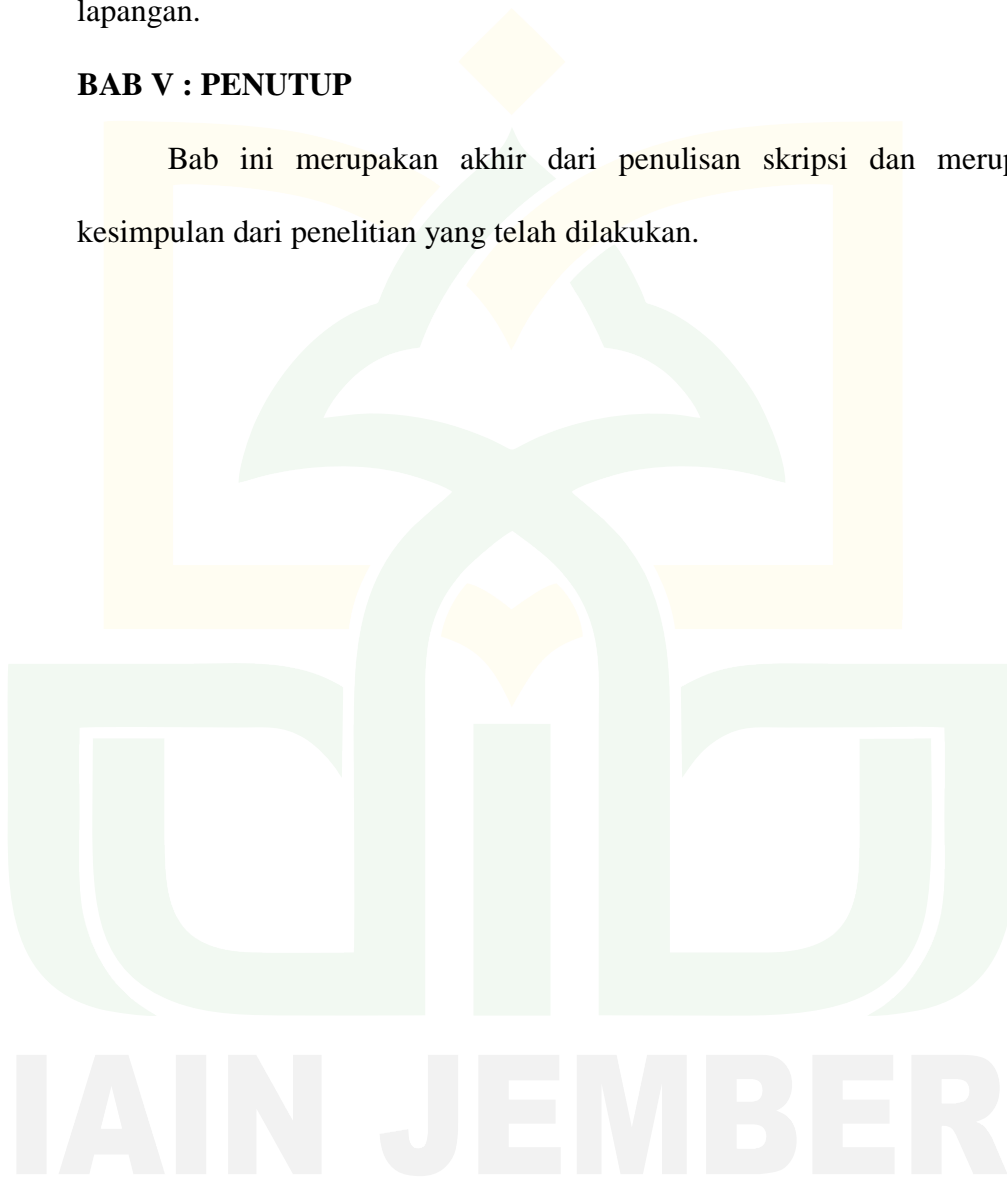 lapangan.
BAB V : PENUTUP
Bab ini merupakan akhir dari penulisan skripsi dan
kesimpulan dari penelitian yang telah dilakukan.
IAIN JEMBER